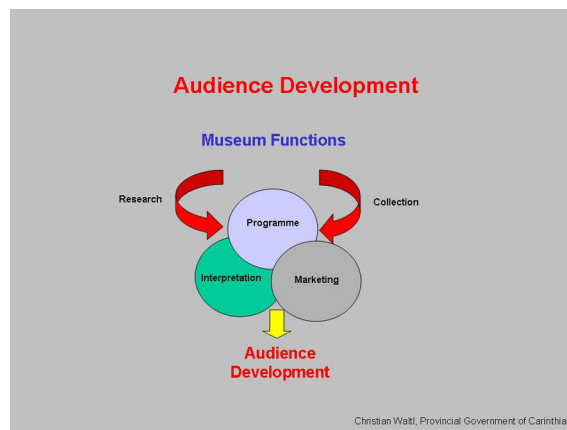 Audience Development
Museum Functions
Research
Collection
Programme
Interpretation
Marketing
Audience
Development
Christian Waltl, Provincial Government of Carinthia